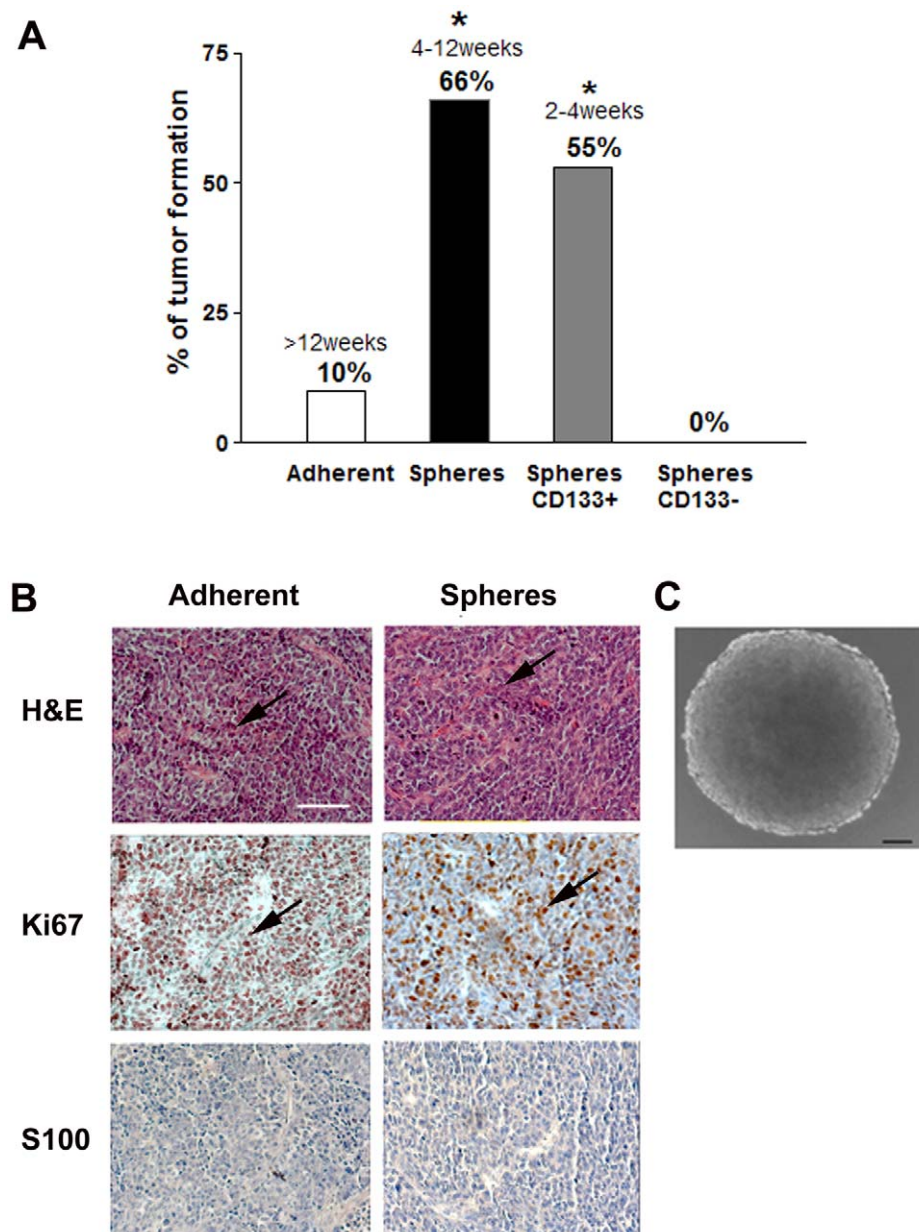 A
% of tumor formation
75
50
25
0
>12weeks
10%
*
4-12weeks
66%
*
2-4weeks
55%
0%
Adherent
Spheres
Spheres
CD133+
Spheres
CD133-
B
Adherent
Spheres
C
H&E
Ki67
S100